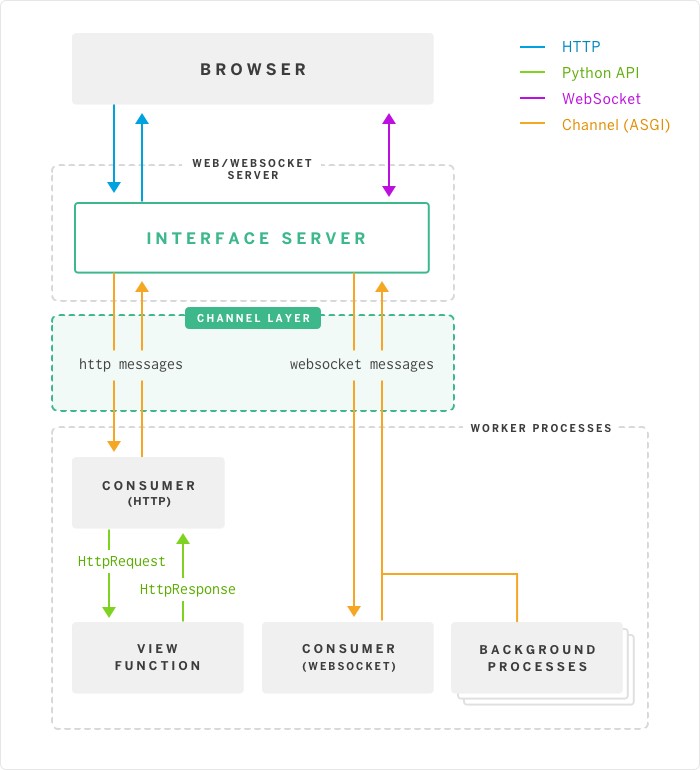 BROWSER
HTTP
Python API
WebSocket
Channel (ASGI)
WEB/WEBSOCKET
SERVER
INTERFACE SERVER
CHANNEL LAYER
http messages
websocket messages
WORKER PROCESSES
CONSUMER
(HTTP)
HttpRequest
HttpResponse
VIEW
FUNCTION
CONSUMER
(WEBSOCKET)
BACKGROUND
PROCESSES